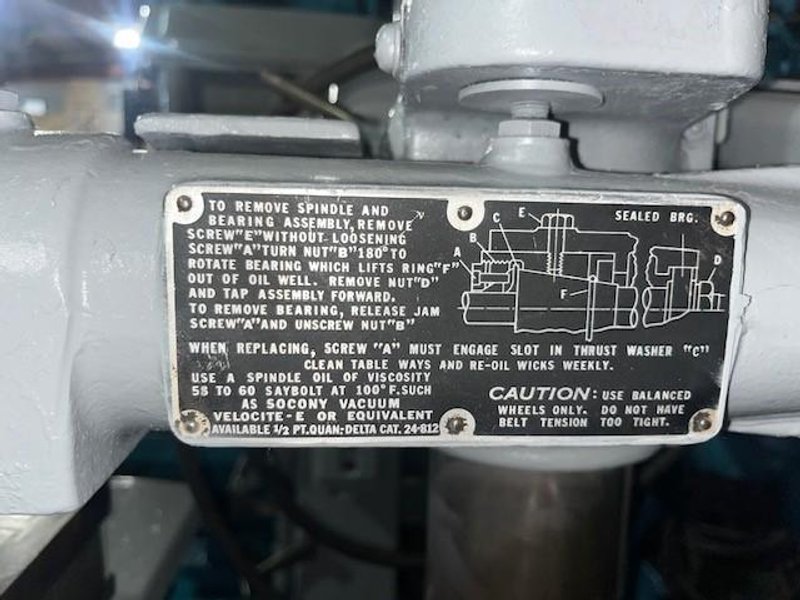 TO REMOVE SPINDLE AND
BEARING ASSEMBLY, REMOVE
SCREW "E" WITHOUT LOOSENING
SCREW "A" TURN NUT "B" 180° TO
ROTATE BEARING WHICH LIFTS RING "F"
OUT OF OIL WELL. REMOVE NUT "D"
AND TAP ASSEMBLY FORWARD.
TO REMOVE BEARING, RELEASE JAM
SCREW "A" AND UNSCREW NUT "B"
E
SEALED BRG.
C
B
A
D
F
WHEN REPLACING, SCREW "A" MUST ENGAGE SLOT IN THRUST WASHER "C"
CLEAN TABLE WAYS AND RE-OIL WICKS WEEKLY.
USE A SPINDLE OIL OF VISCOSITY
58 TO 60 SAYBOLT AT 100° F. SUCH
AS SOCONY VACUUM
VELOCITE-E OR EQUIVALENT
AVAILABLE 1/2 PT. QUAN: DELTA CAT. 24-812
CAUTION: USE BALANCED
WHEELS ONLY. DO NOT HAVE
BELT TENSION TOO TIGHT.